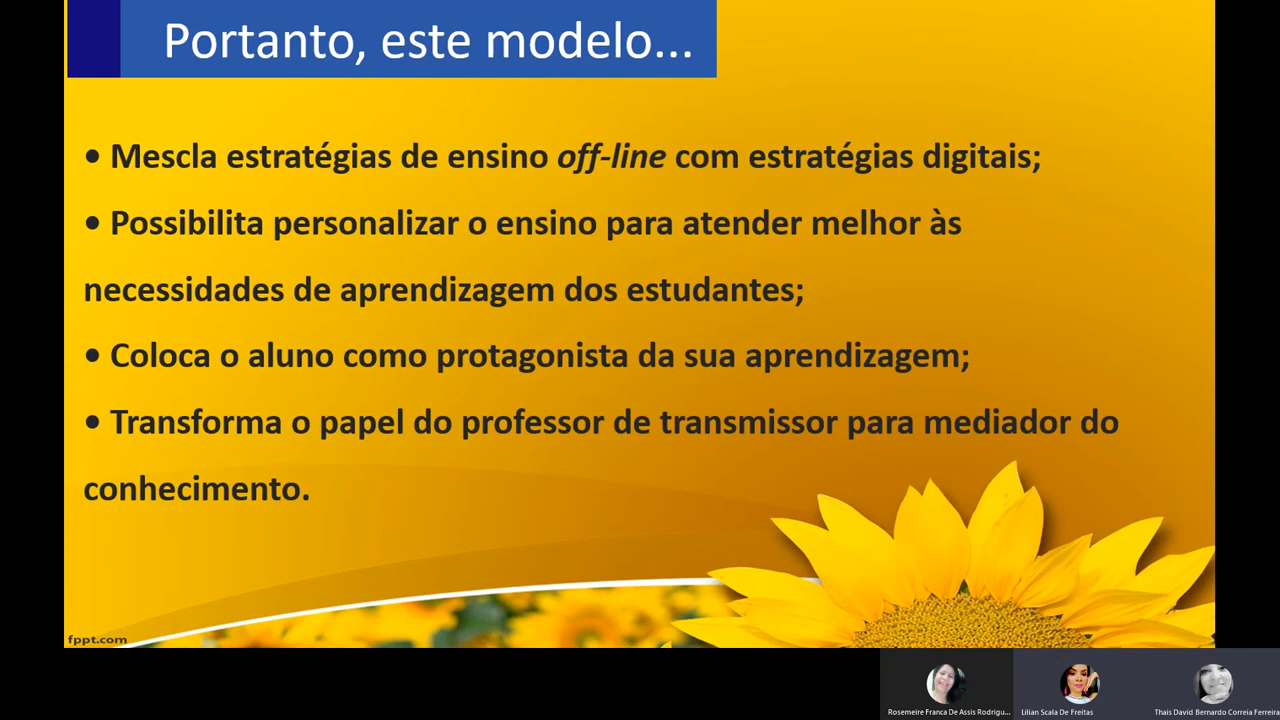 Portanto, este modelo...
• Mescla estratégias de ensino off-line com estratégias digitais;
• Possibilita personalizar o ensino para atender melhor às
necessidades de aprendizagem dos estudantes;
• Coloca o aluno como protagonista da sua aprendizagem;
• Transforma o papel do professor de transmissor para mediador do
conhecimento.
fppt.com
Rosemeire Franca De Assis Rodrigu...
Lilian Scala De Freitas
Thais David Bernardo Correia Ferreira